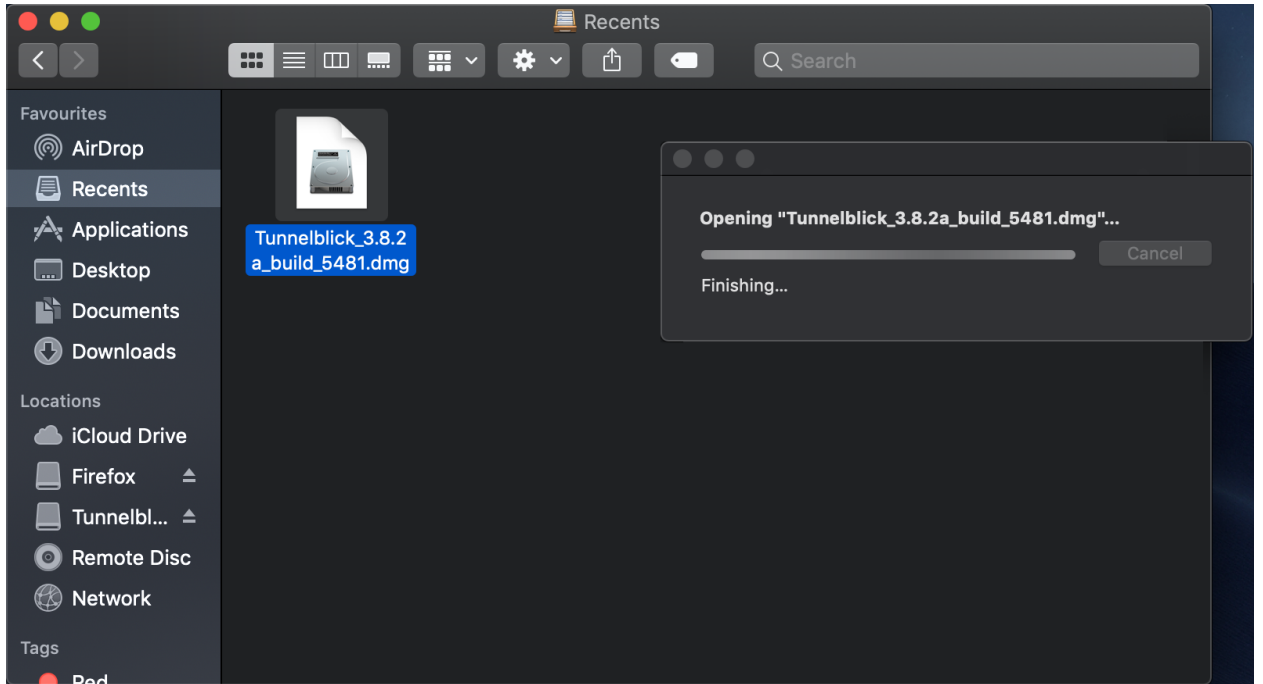 Recents
Search
Favourites
AirDrop
Recents
Applications
Desktop
Documents
Downloads
Locations
iCloud Drive
Firefox
Tunnelbl...
Remote Disc
Network
Tags
Red
Tunnelblick_3.8.2
a_build_5481.dmg
Opening "Tunnelblick_3.8.2a_build_5481.dmg"...
Cancel
Finishing...